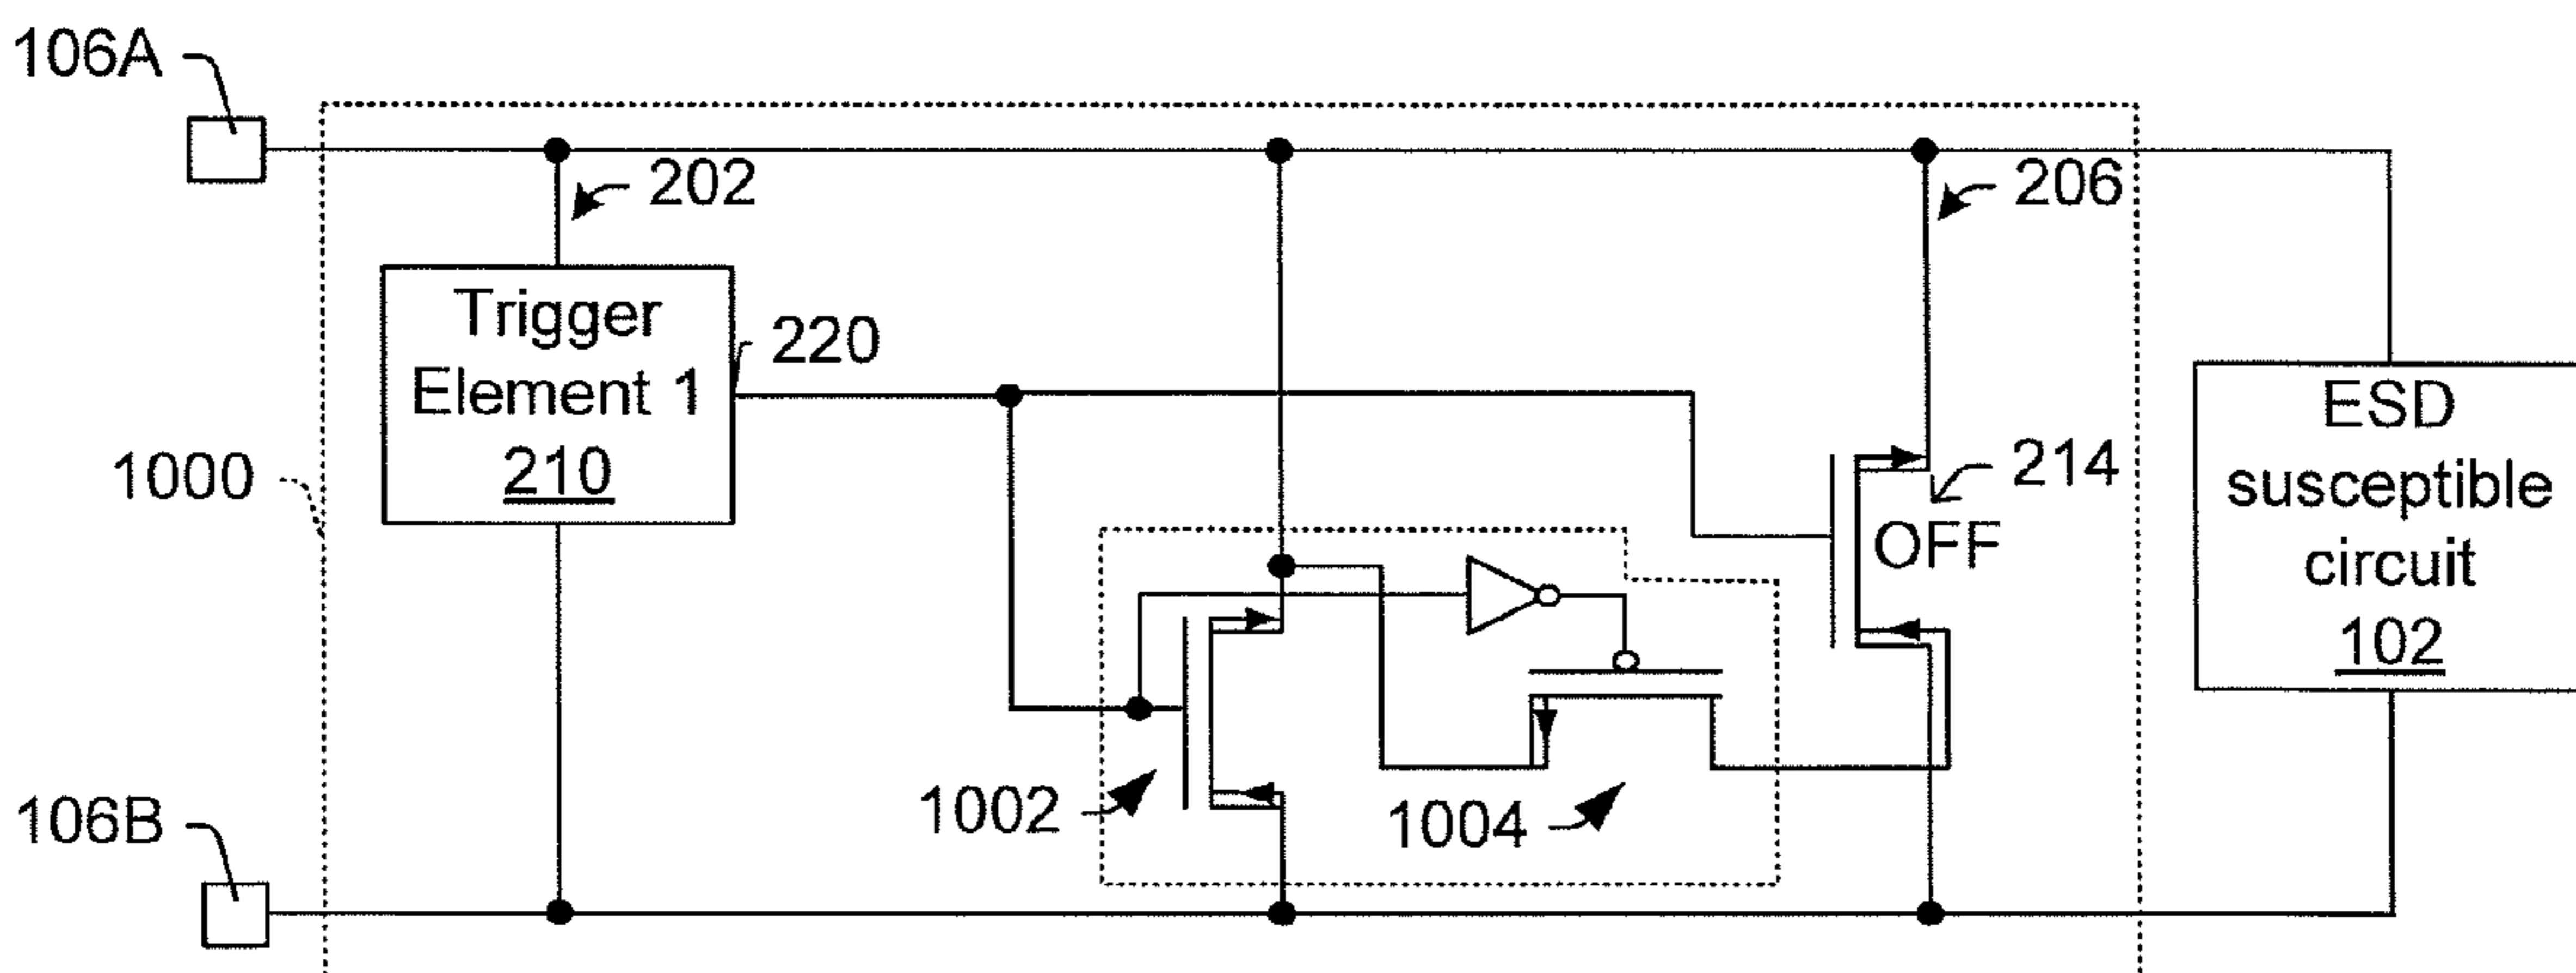 106A
202
206
Trigger
Element 1
210
220
ESD
susceptible
circuit
102
1000
214
OFF
1002
1004
106B